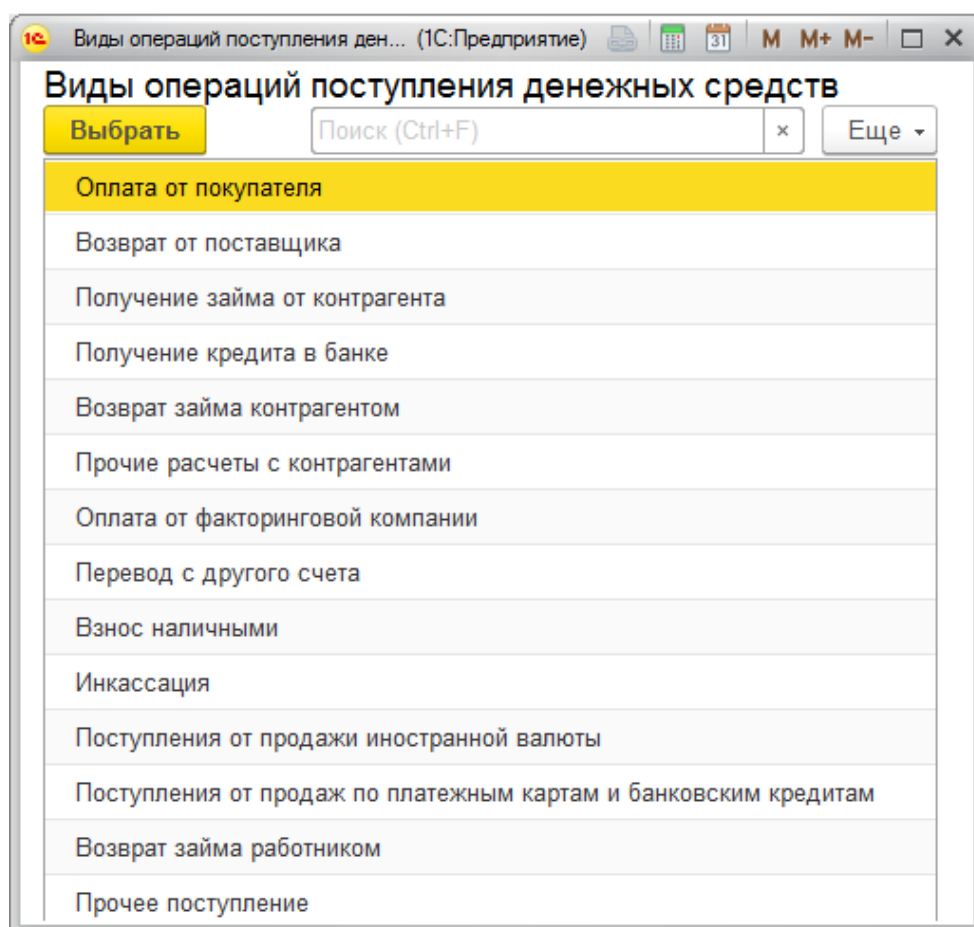 1С Виды операций поступления ден... (1С:Предприятие) 31 M M+ M-
Виды операций поступления денежных средств
Выбрать Поиск (Ctrl+F) × Еще
Оплата от покупателя
Возврат от поставщика
Получение займа от контрагента
Получение кредита в банке
Возврат займа контрагентом
Прочие расчеты с контрагентами
Оплата от факторинговой компании
Перевод с другого счета
Взнос наличными
Инкассация
Поступления от продажи иностранной валюты
Поступления от продаж по платежным картам и банковским кредитам
Возврат займа работником
Прочее поступление